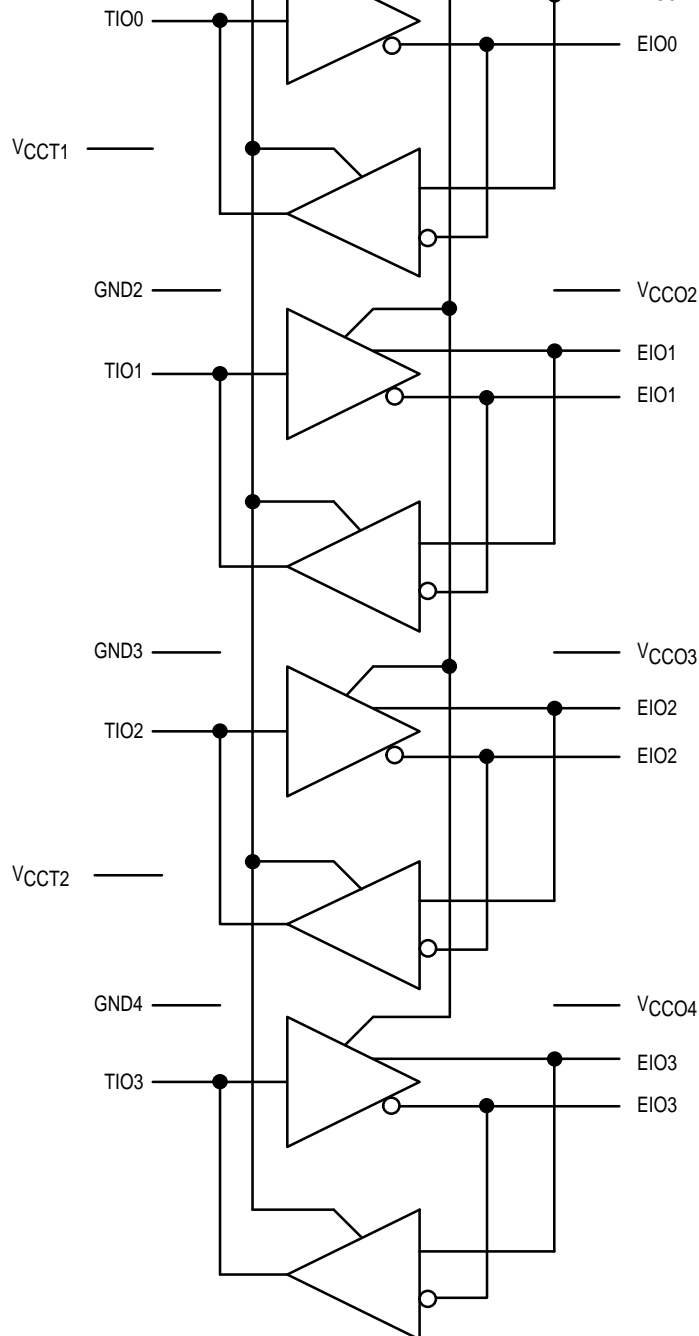 TIO0
EIO0
VCCT1
GND2 VCCO2
EIO1
TIO1
EIO1
GND3 VCCO3
EIO2
TIO2
EIO2
VCCT2
GND4 VCCO4
EIO3
TIO3
EIO3